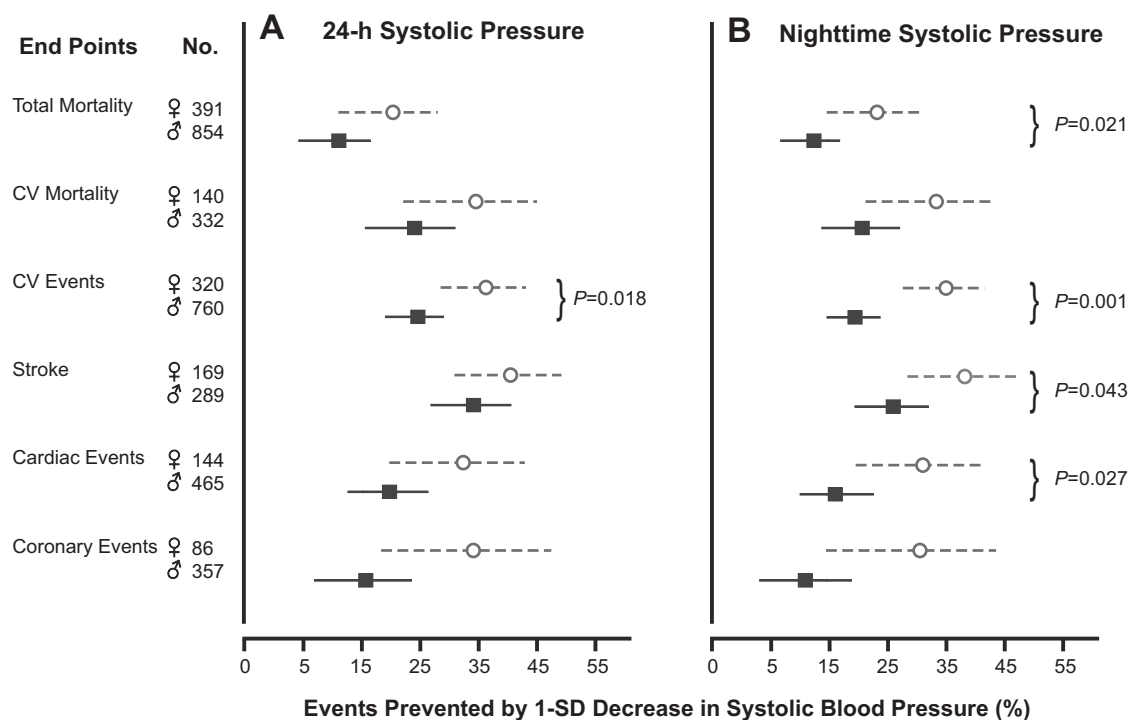 A 24-h Systolic Pressure
B Nighttime Systolic Pressure
End Points No.
Total Mortality ♀ 391
♂ 854
P=0.021
CV Mortality ♀ 140
♂ 332
CV Events ♀ 320
♂ 760
} P=0.018
} P=0.001
Stroke ♀ 169
♂ 289
} P=0.043
Cardiac Events ♀ 144
♂ 465
} P=0.027
Coronary Events ♀ 86
♂ 357
0 5 15 25 35 45 55
0 5 15 25 35 45 55
Events Prevented by 1-SD Decrease in Systolic Blood Pressure (%)